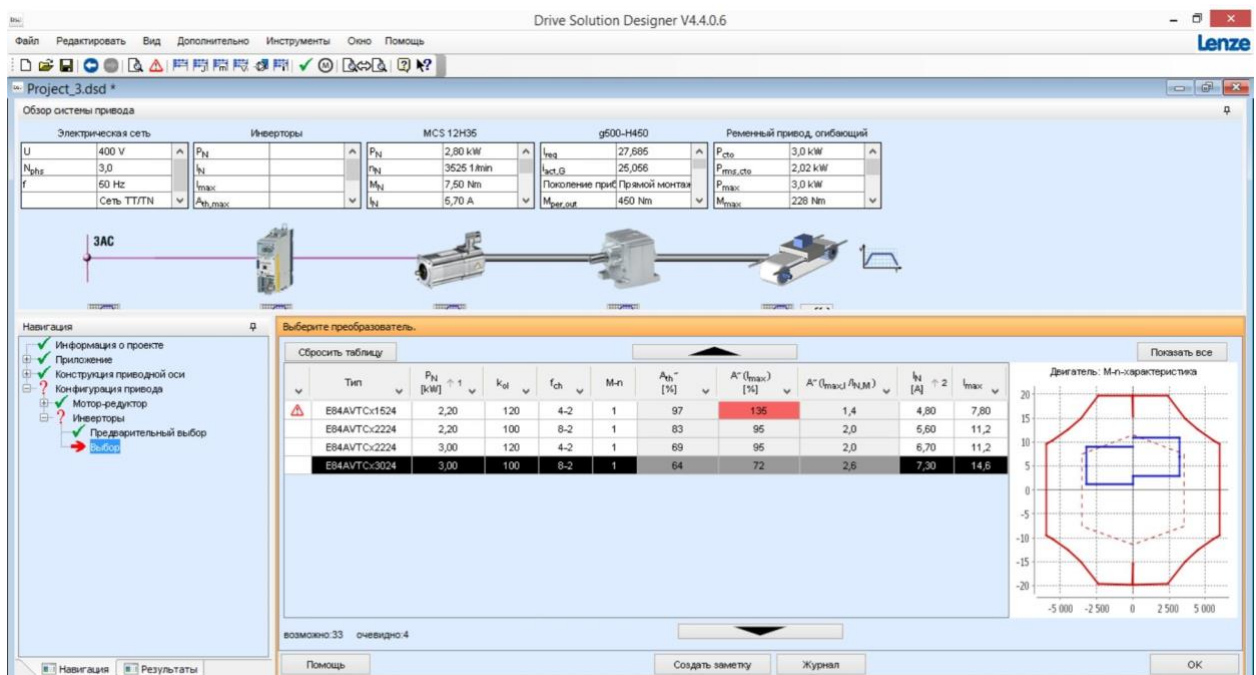 Drive Solution Designer V4.4.0.6
Файл Редактировать Вид Дополнительно Инструменты Окно Помощь
Lenze
Project_3.dsd *
Обзор системы привода
Электрическая сеть Инверторы MCS 12H35 g500-H450 Ременный привод, огибающий
U 400 V PN PN 2,80 kW ireq 27,685 Pcto 3,0 kW
Nphs 3,0 IN nN 3525 1/min iact,G 25,056 Prms,cto 2,02 kW
f 50 Hz Imax MN 7,50 Nm Поколение приб Прямой монтаж Pmax 3,0 kW
Сеть TT/TN Ath,max IN 5,70 A Mper,out 450 Nm Mmax 228 Nm
3AC
Навигация
Информация о проекте
Приложение
Конструкция приводной оси
Конфигурация привода
Мотор-редуктор
Инверторы
Предварительный выбор
Выбор
Навигация Результаты
Выберите преобразователь.
Сбросить таблицу Показать все
Тип PN [kW] ↑ 1 kol fch M-n Ath~ [%] A~(Imax) [%] A~(Imax,I/IN,M) IN [A] ↑ 2 Imax
E84AVTCx1524 2,20 120 4-2 1 97 135 1,4 4,80 7,80
E84AVTCx2224 2,20 100 8-2 1 83 95 2,0 5,60 11,2
E84AVTCx2224 3,00 120 4-2 1 69 95 2,0 6,70 11,2
E84AVTCx3024 3,00 100 8-2 1 64 72 2,6 7,30 14,6
Двигатель: M-n-характеристика
20
15
10
5
0
-5
-10
-15
-20
-5 000 -2 500 0 2 500 5 000
возможно:33 очевидно:4
Помощь Создать заметку Журнал OK